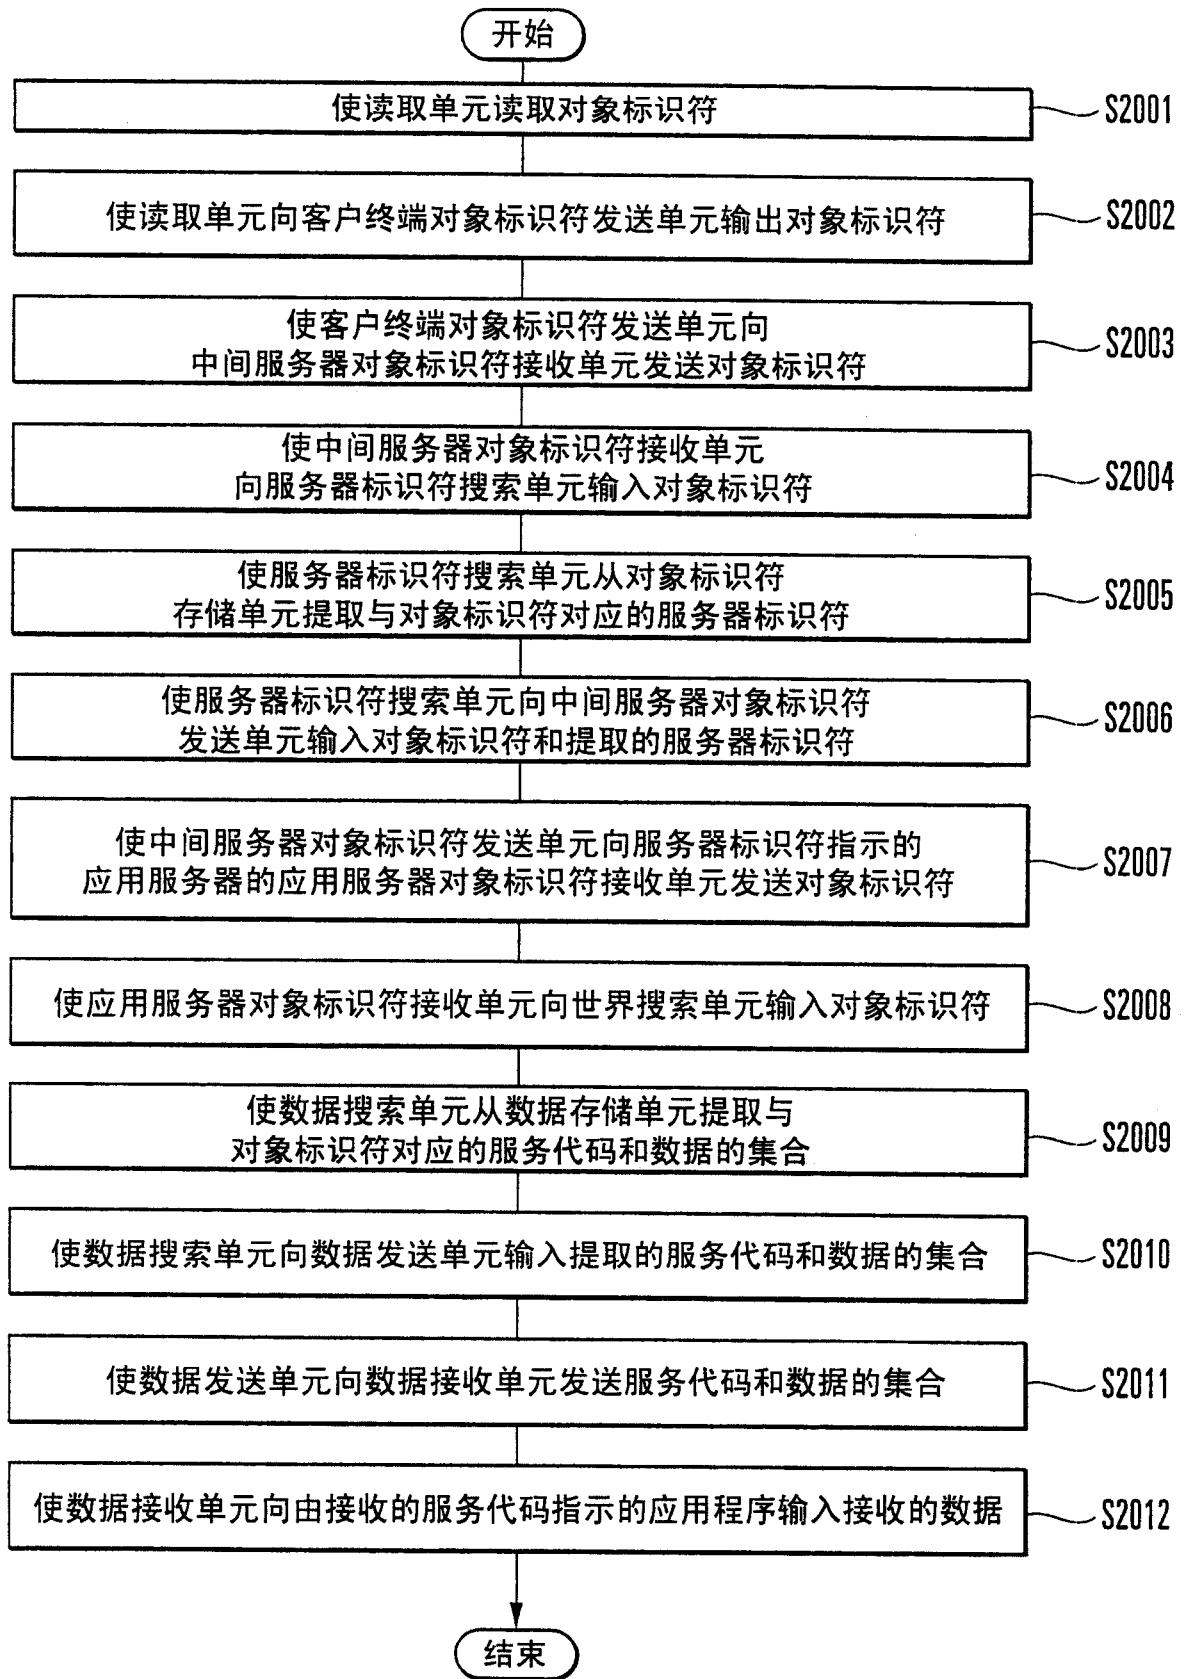 开始
使读取单元读取对象标识符
S2001
使读取单元向客户终端对象标识符发送单元输出对象标识符
S2002
使客户终端对象标识符发送单元向
中间服务器对象标识符接收单元发送对象标识符
S2003
使中间服务器对象标识符接收单元
向服务器标识符搜索单元输入对象标识符
S2004
使服务器标识符搜索单元从对象标识符
存储单元提取与对象标识符对应的服务器标识符
S2005
使服务器标识符搜索单元向中间服务器对象标识符
发送单元输入对象标识符和提取的服务器标识符
S2006
使中间服务器对象标识符发送单元向服务器标识符指示的
应用服务器的应用服务器对象标识符接收单元发送对象标识符
S2007
使应用服务器对象标识符接收单元向世界搜索单元输入对象标识符
S2008
使数据搜索单元从数据存储单元提取与
对象标识符对应的服务代码和数据的集合
S2009
使数据搜索单元向数据发送单元输入提取的服务代码和数据的集合
S2010
使数据发送单元向数据接收单元发送服务代码和数据的集合
S2011
使数据接收单元向由接收的服务代码指示的应用程序输入接收的数据
S2012
结束